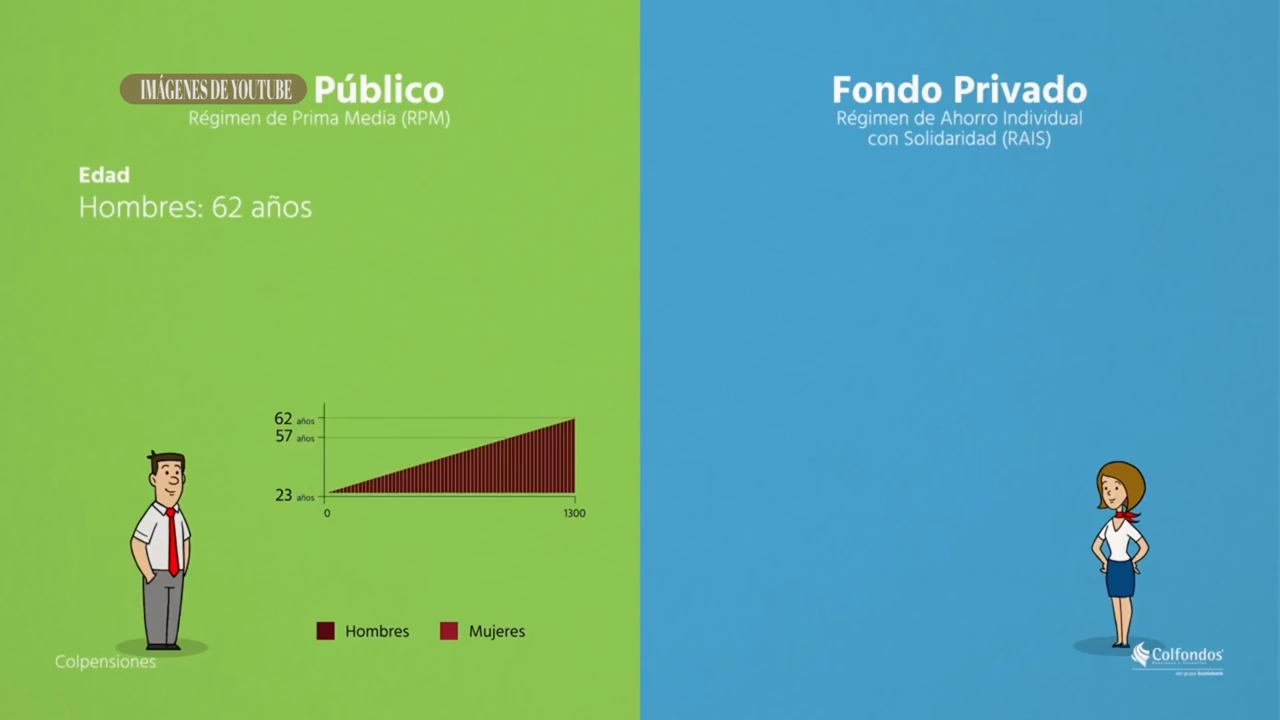 IMÁGENES DE YOUTUBE Público
Régimen de Prima Media (RPM)
Edad
Hombres: 62 años
62 años
57 años
23 años
0 1300
Hombres Mujeres
Colpensiones
Fondo Privado
Régimen de Ahorro Individual
con Solidaridad (RAIS)
Colfondos